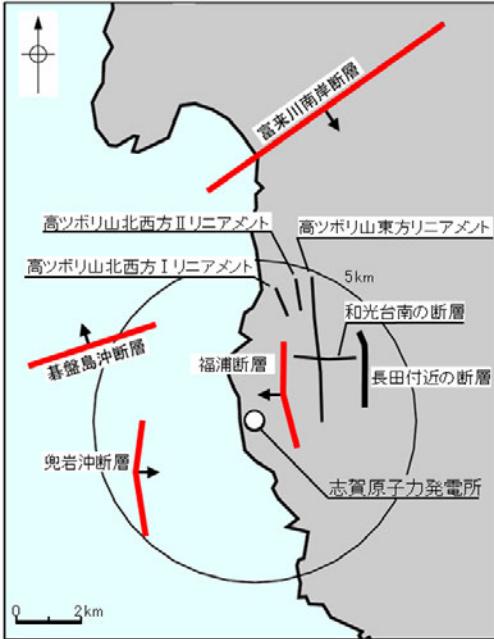 富来川南岸断層
高ツボリ山北西方Ⅱリニアメント
高ツボリ山東方リニアメント
高ツボリ山北西方Ⅰリニアメント
5km
和光台南の断層
碁盤島沖断層
福浦断層
長田付近の断層
兜岩沖断層
志賀原子力発電所
0 2km